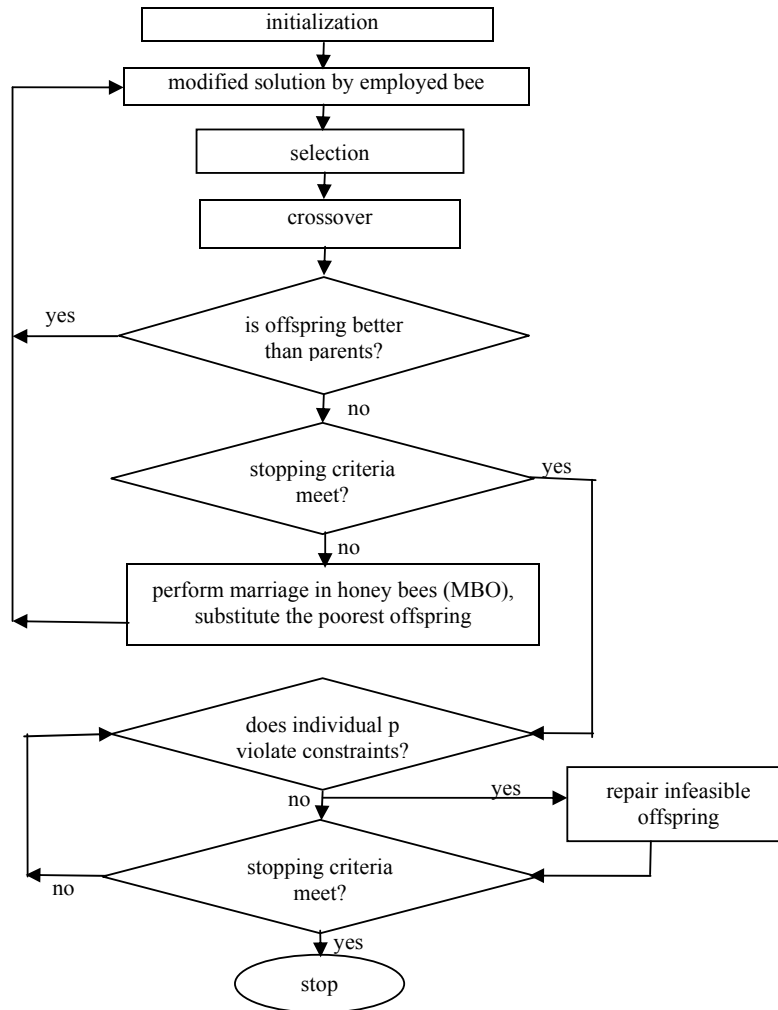 initialization
modified solution by employed bee
selection
crossover
yes
is offspring better
than parents?
no
stopping criteria
meet?
yes
no
perform marriage in honey bees (MBO),
substitute the poorest offspring
does individual p
violate constraints?
no
yes
repair infeasible
offspring
stopping criteria
meet?
no
yes
stop